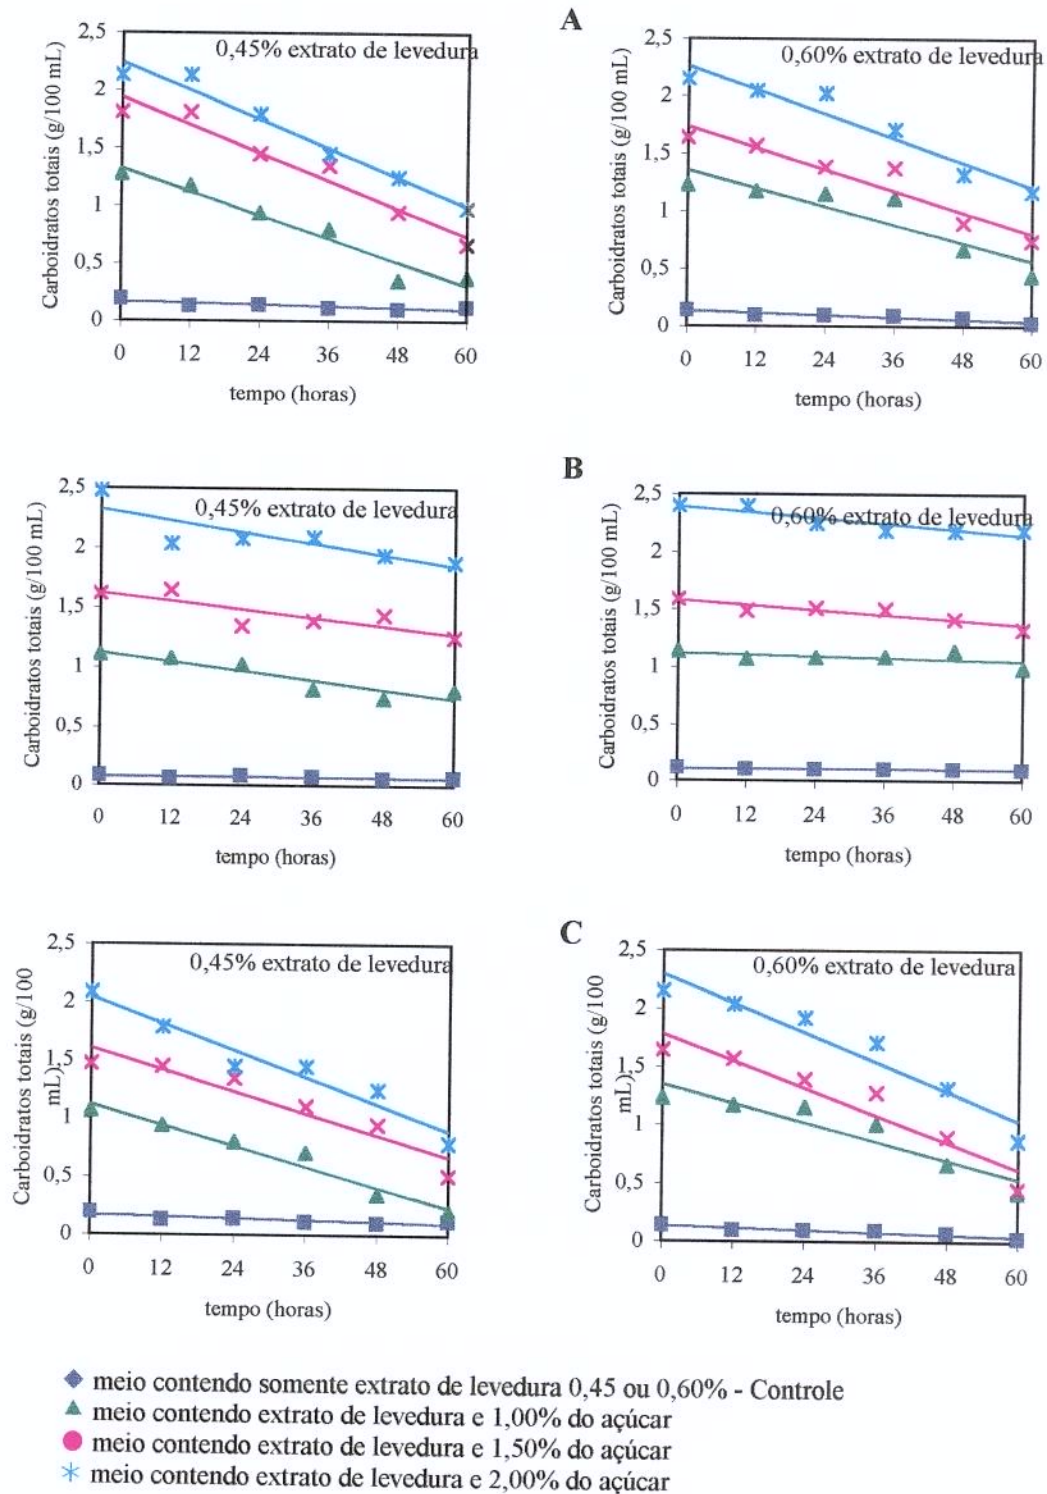 A
0,45% extrato de levedura
Carboidratos totais (g/100 mL)
2,5
2
1,5
1
0,5
0
0 12 24 36 48 60
tempo (horas)
0,60% extrato de levedura
Carboidratos totais (g/100 mL)
2,5
2
1,5
1
0,5
0
0 12 24 36 48 60
tempo (horas)
B
0,45% extrato de levedura
Carboidratos totais (g/100 mL)
2,5
2
1,5
1
0,5
0
0 12 24 36 48 60
tempo (horas)
0,60% extrato de levedura
Carboidratos totais (g/100 mL)
2,5
2
1,5
1
0,5
0
0 12 24 36 48 60
tempo (horas)
C
0,45% extrato de levedura
Carboidratos totais (g/100
mL)
2,5
2
1,5
1
0,5
0
0 12 24 36 48 60
tempo (horas)
0,60% extrato de levedura
Carboidratos totais (g/100
mL)
2,5
2
1,5
1
0,5
0
0 12 24 36 48 60
tempo (horas)
meio contendo somente extrato de levedura 0,45 ou 0,60% - Controle
meio contendo extrato de levedura e 1,00% do açúcar
meio contendo extrato de levedura e 1,50% do açúcar
meio contendo extrato de levedura e 2,00% do açúcar